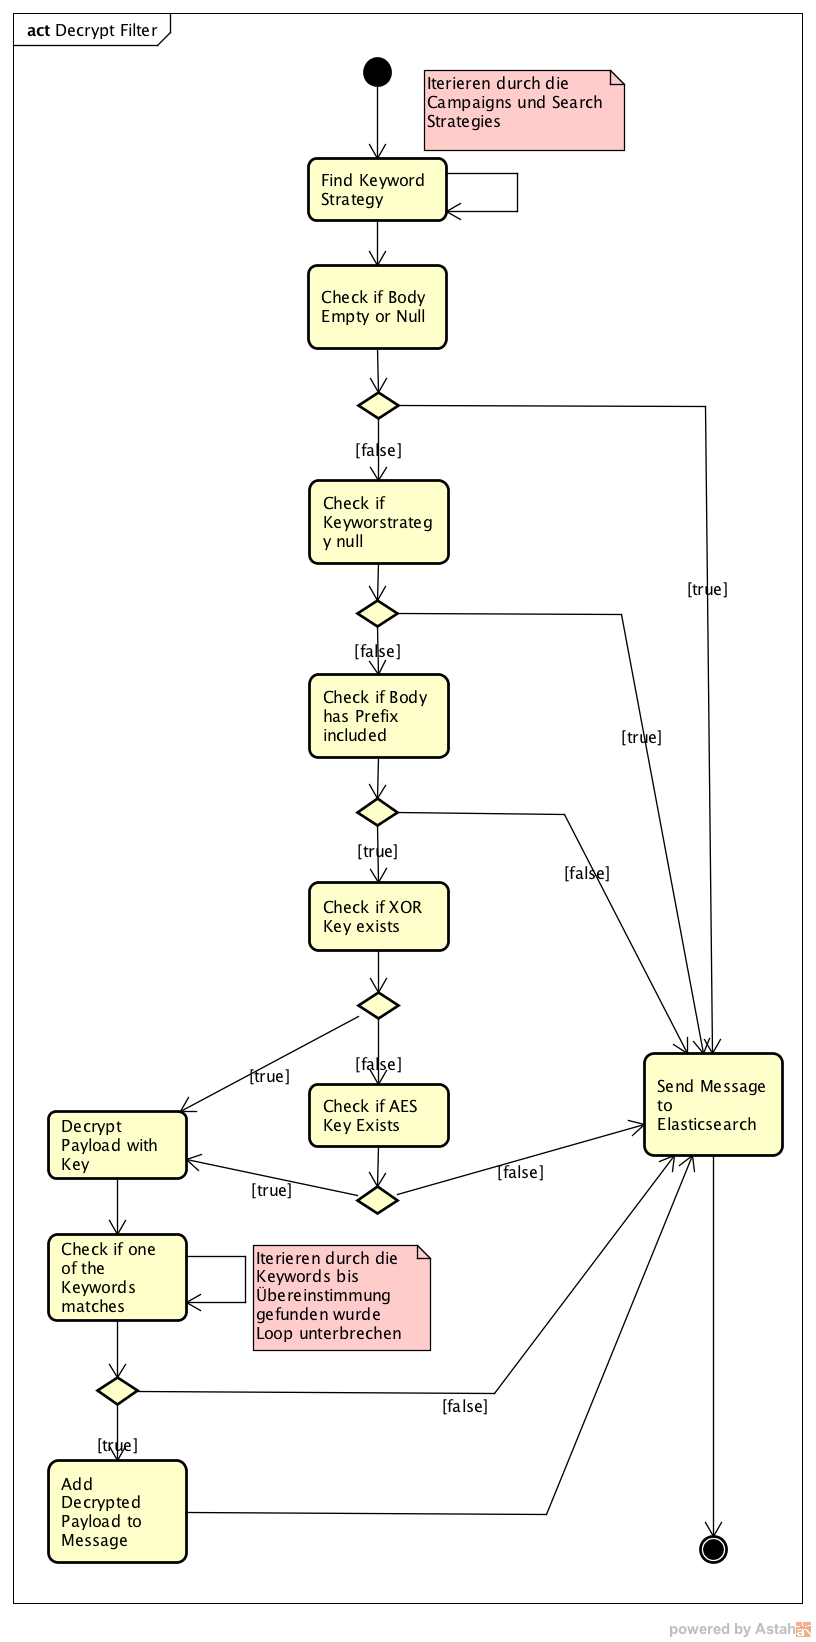 act Decrypt Filter
Iterieren durch die
Campaigns und Search
Strategies
Find Keyword
Strategy
Check if Body
Empty or Null
[false]
Check if
Keyworstrateg
y null
[true]
[false]
Check if Body
has Prefix
included
[true]
[true]
[false]
Check if XOR
Key exists
[false]
[true]
Check if AES
Key Exists
Send Message
to
Elasticsearch
Decrypt
Payload with
Key
[true]
[false]
Check if one
of the
Keywords
matches
Iterieren durch die
Keywords bis
Übereinstimmung
gefunden wurde
Loop unterbrechen
[false]
[true]
Add
Decrypted
Payload to
Message
powered by Astah